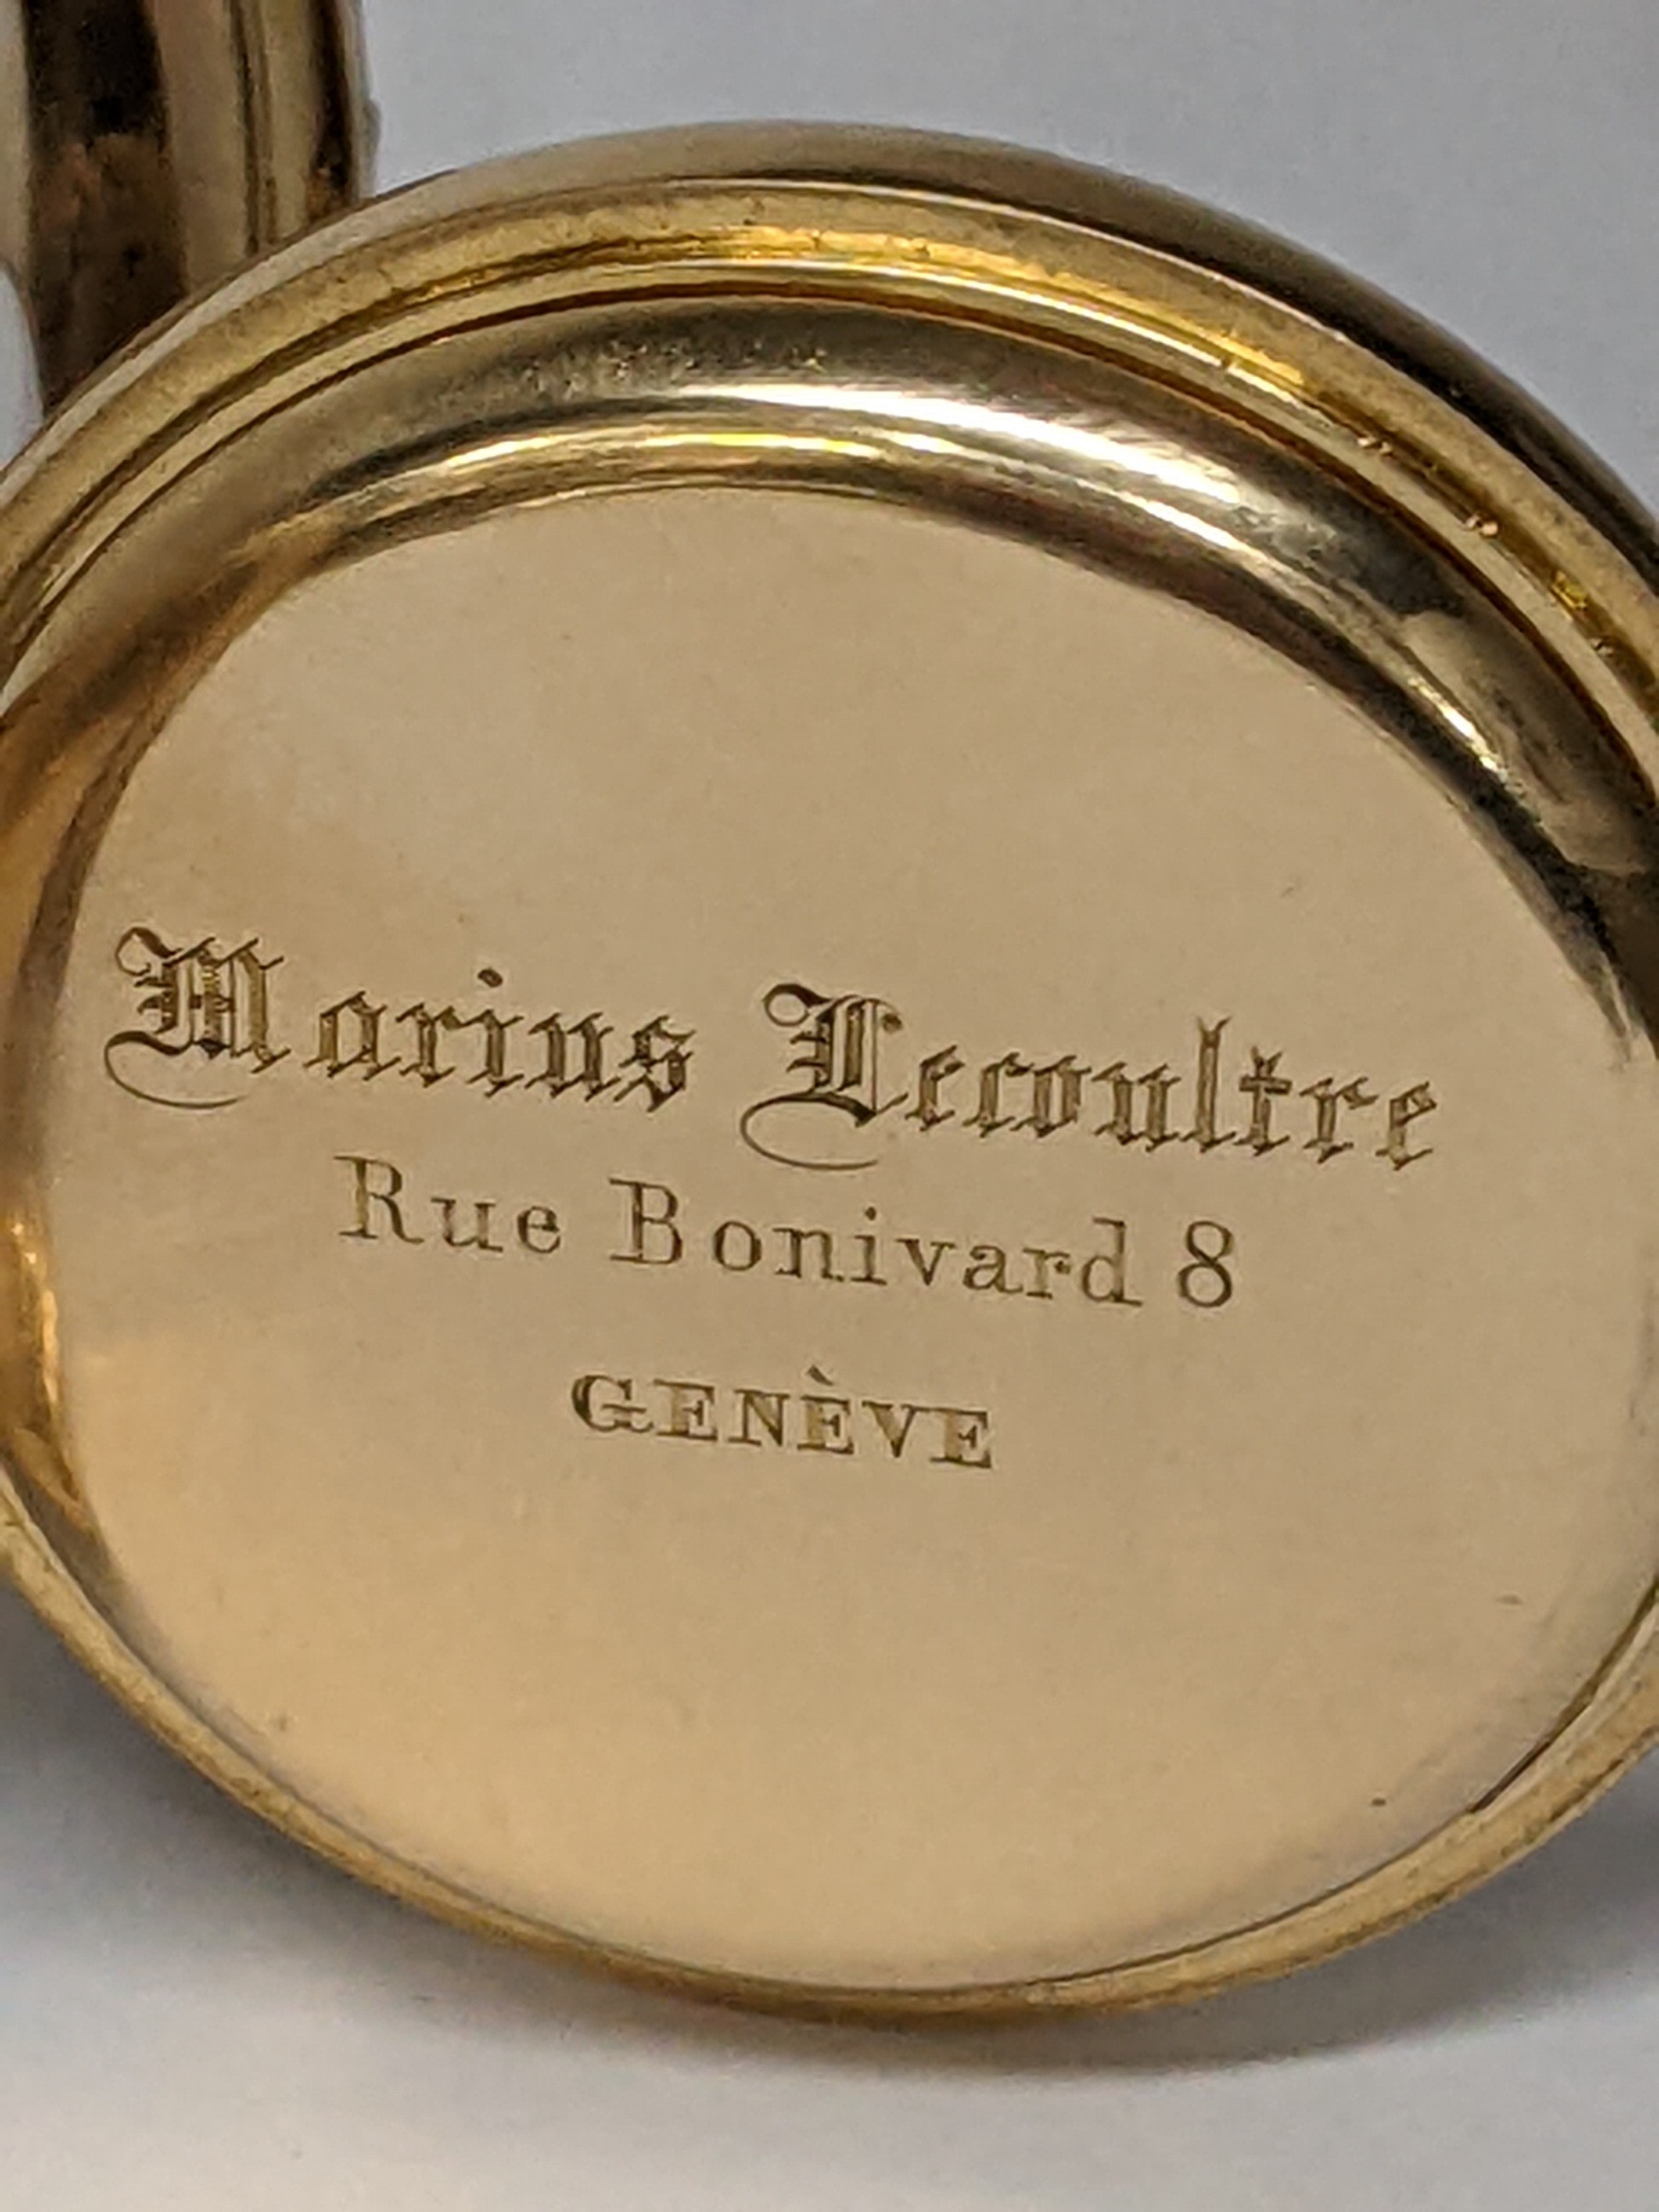 Marius Lecoultre
Rue Bonivard 8
GENÈVE